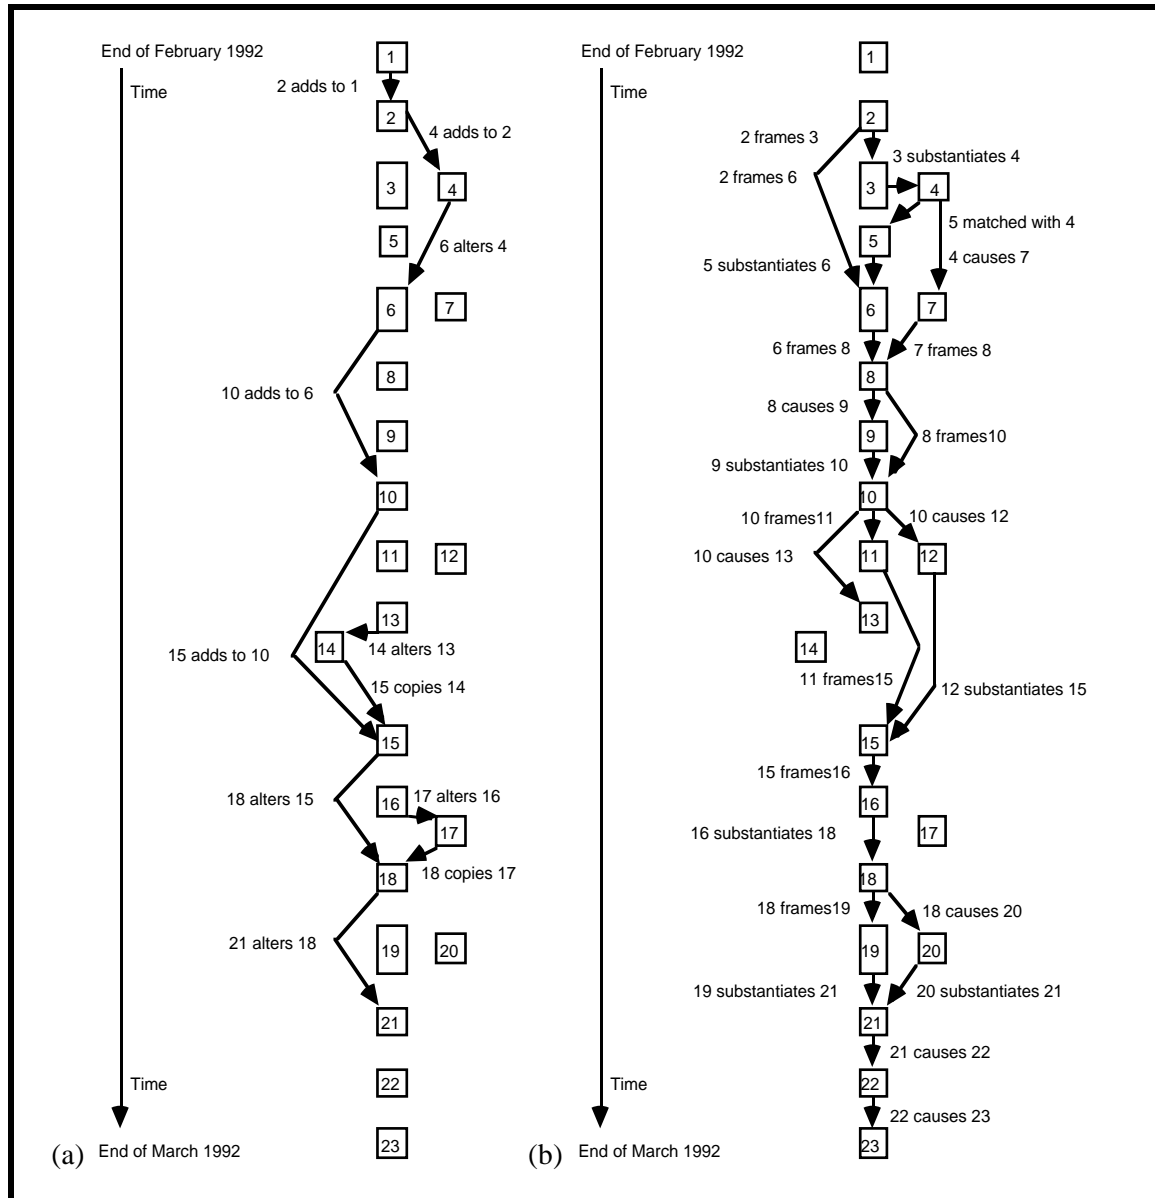 End of February 1992
1
2 adds to 1
Time
2
4 adds to 2
3
4
5
6 alters 4
6
7
8
10 adds to 6
9
10
11
12
13
14
14 alters 13
15 adds to 10
15 copies 14
15
18 alters 15
16
17 alters 16
17
18
18 copies 17
21 alters 18
19
20
21
Time
22
(a)
End of March 1992
23
End of February 1992
1
Time
2
2 frames 3
3 substantiates 4
2 frames 6
3
4
5 matched with 4
5
4 causes 7
5 substantiates 6
6
7
6 frames 8
7 frames 8
8
8 causes 9
9
8 frames10
9 substantiates 10
10
10 frames11
10 causes 12
10 causes 13
11
12
13
14
11 frames15
12 substantiates 15
15
15 frames16
16
16 substantiates 18
17
18
18 frames19
18 causes 20
19
20
19 substantiates 21
20 substantiates 21
21
21 causes 22
Time
22
22 causes 23
(b)
End of March 1992
23